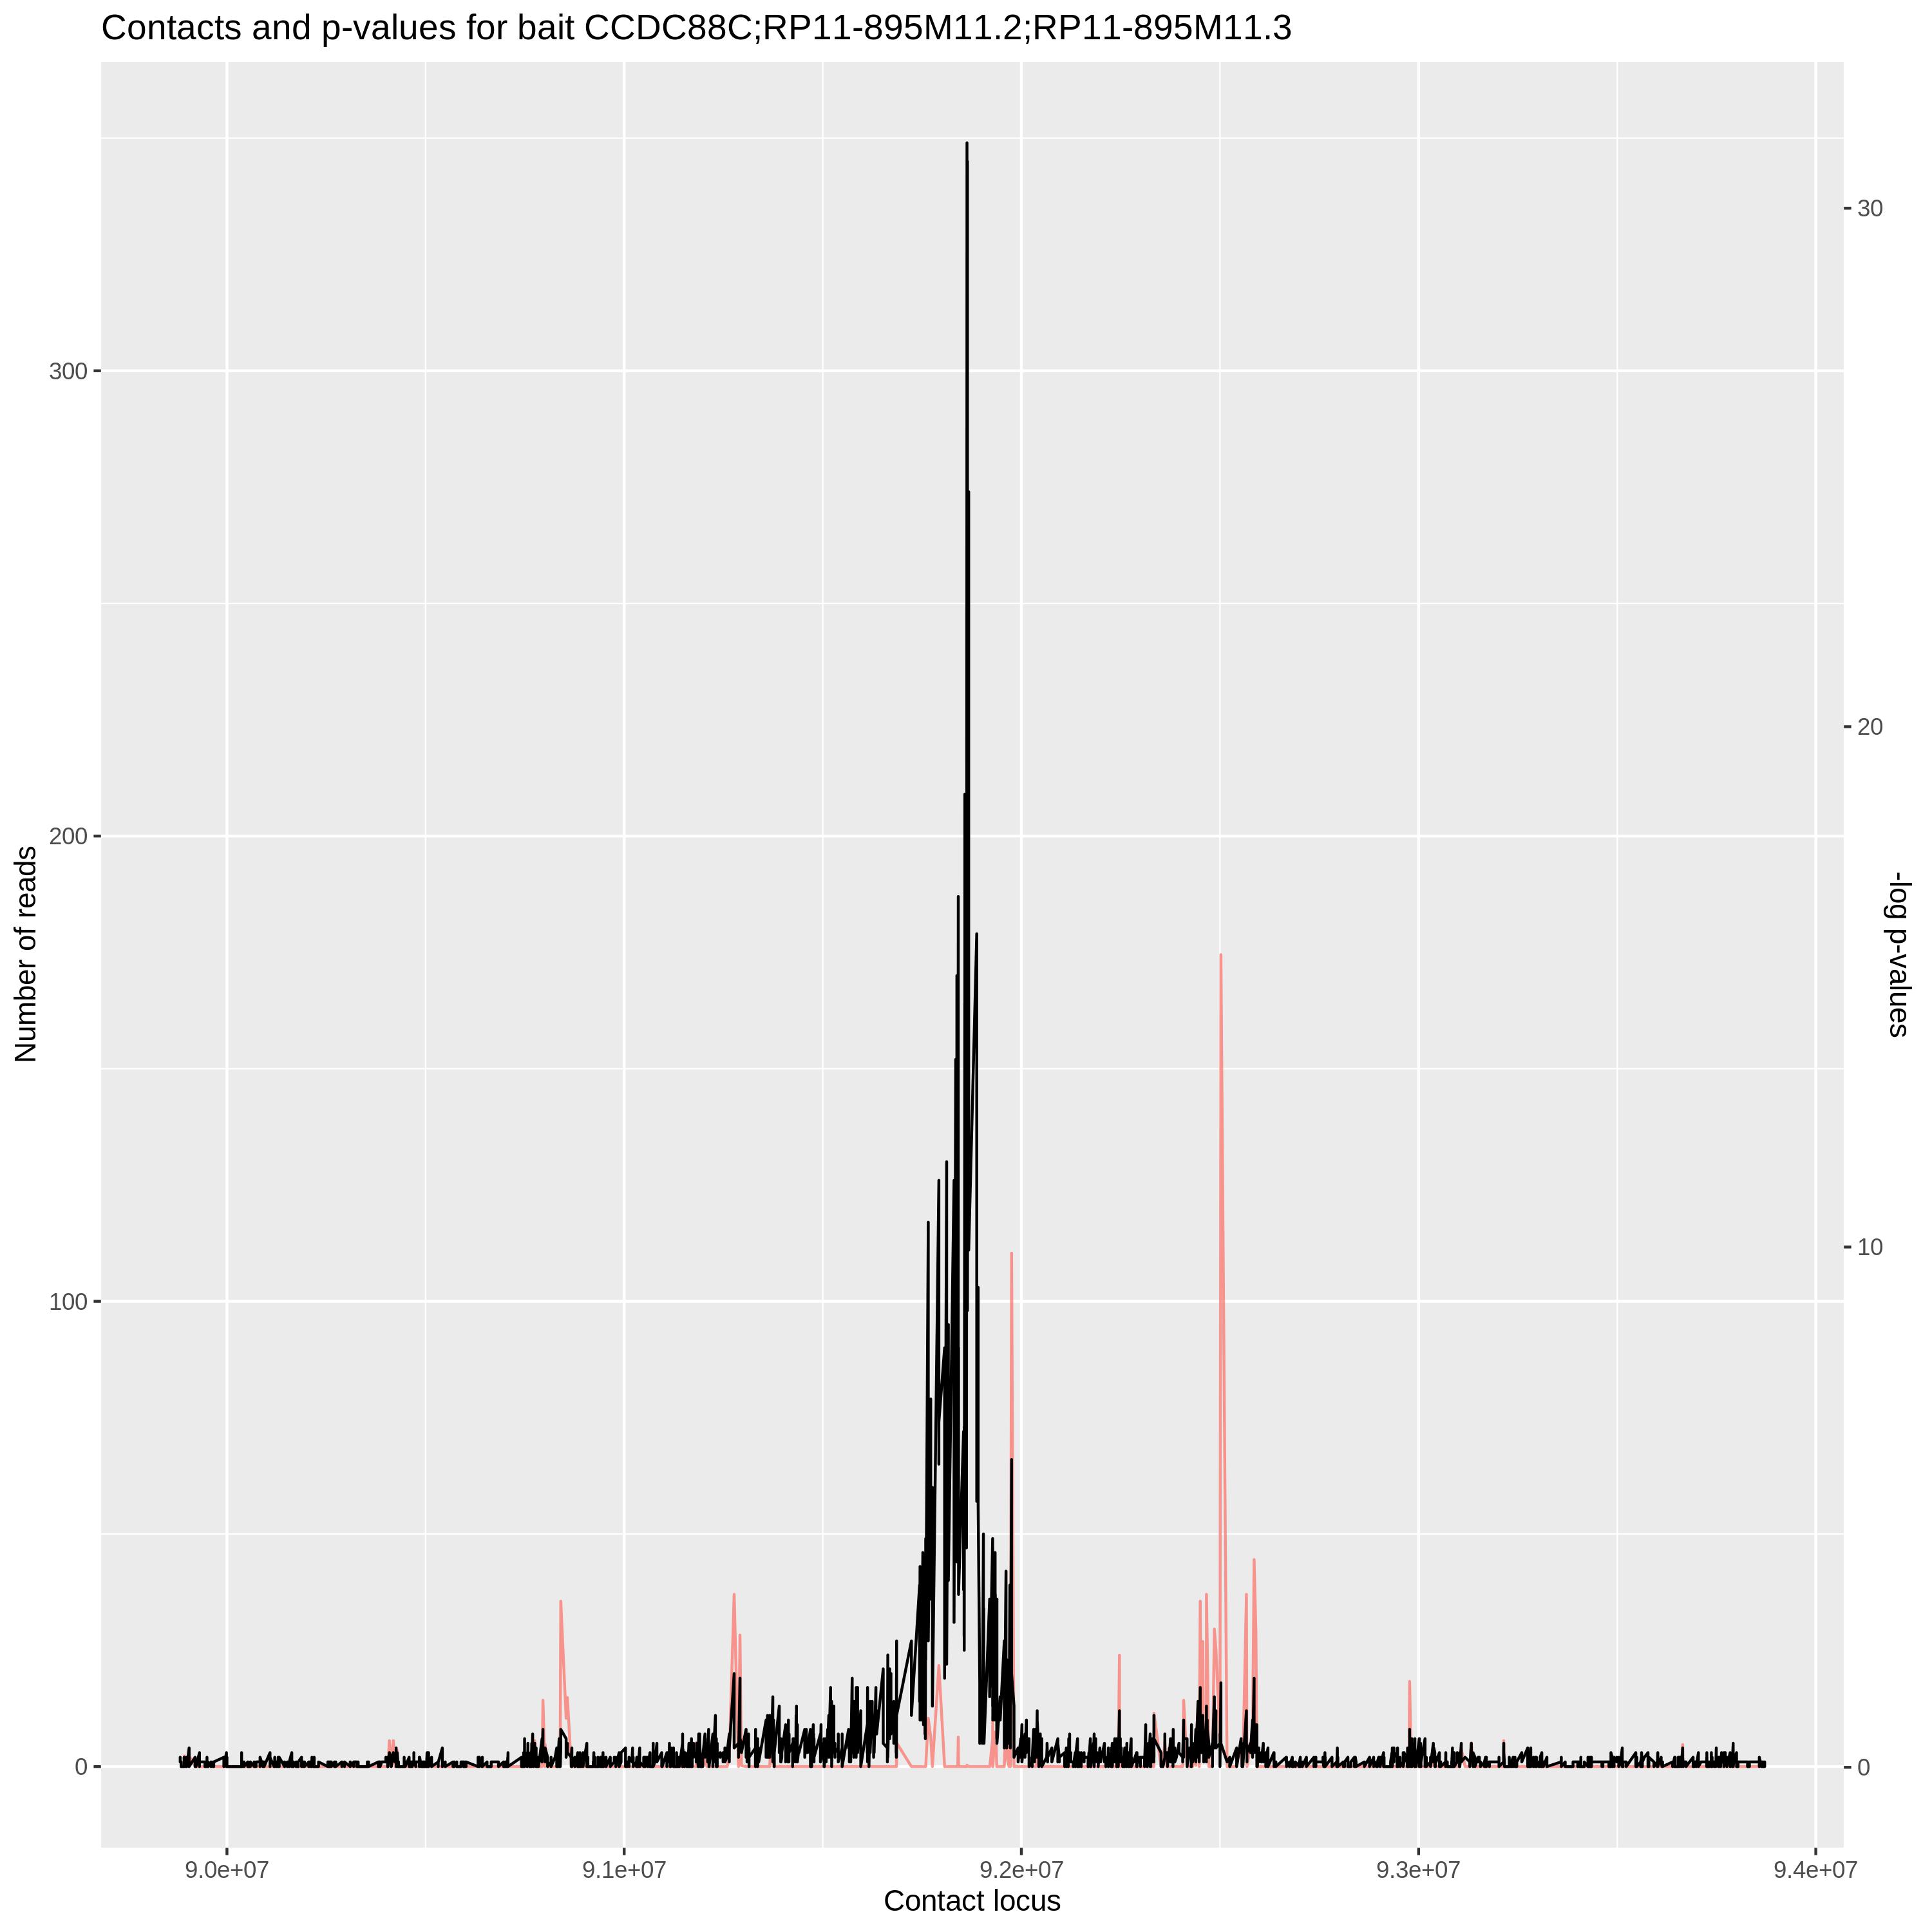 Contacts and p-values for bait CCDC88C;RP11-895M11.2;RP11-895M11.3
300
200
100
0
Number of reads
30
20
10
0
-log p-values
9.0e+07
9.1e+07
9.2e+07
9.3e+07
9.4e+07
Contact locus